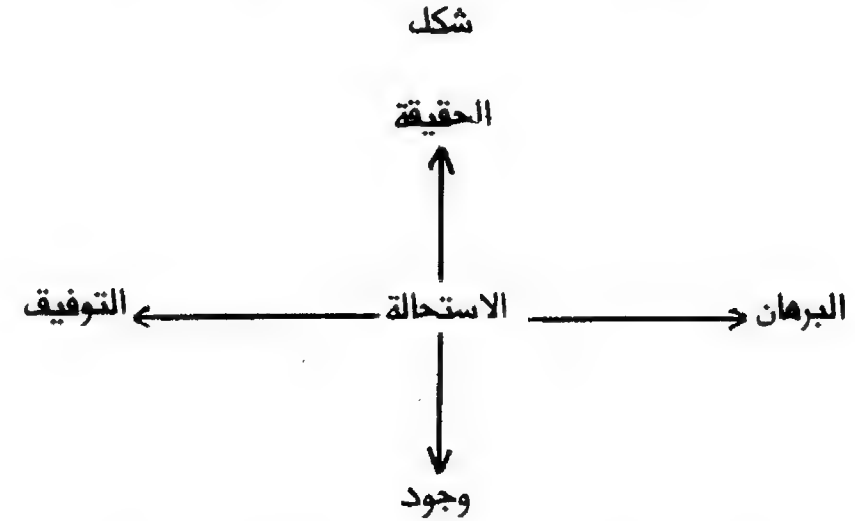 شكل
الحقيقة
البرهان الاستحالة التوفيق
وجود